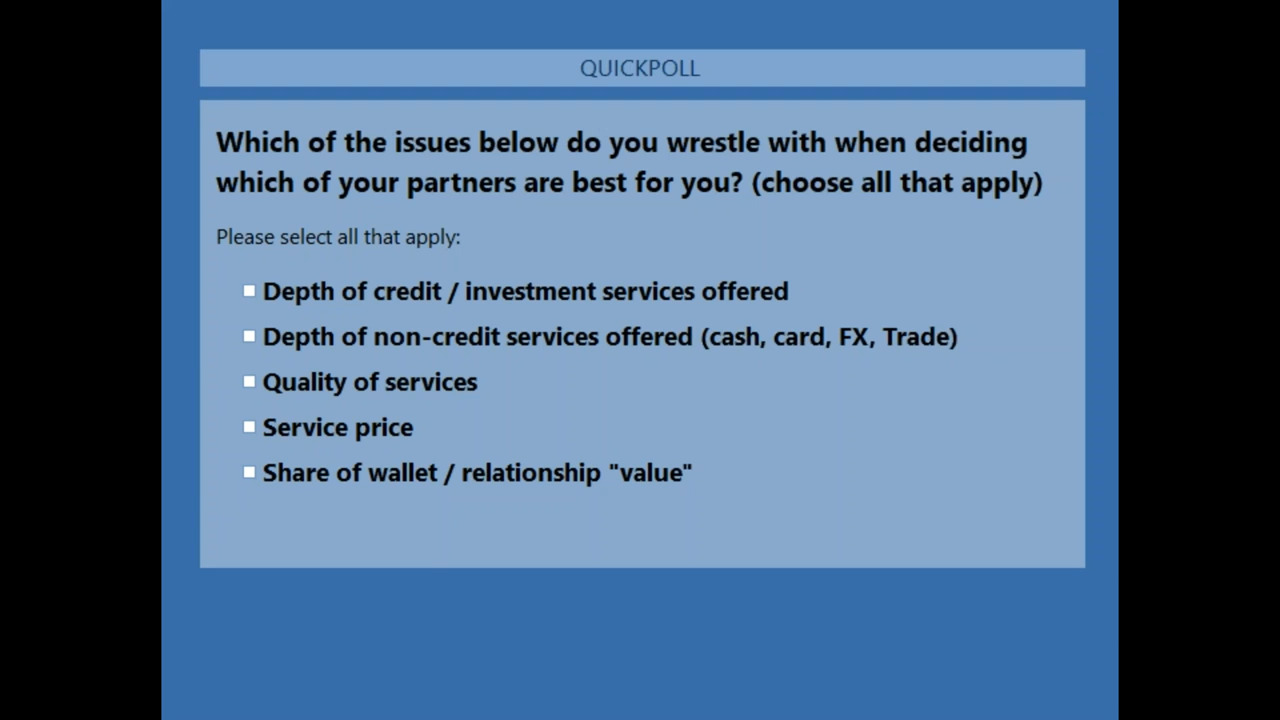 QUICKPOLL
Which of the issues below do you wrestle with when deciding
which of your partners are best for you? (choose all that apply)
Please select all that apply:
Depth of credit / investment services offered
Depth of non-credit services offered (cash, card, FX, Trade)
Quality of services
Service price
Share of wallet / relationship "value"